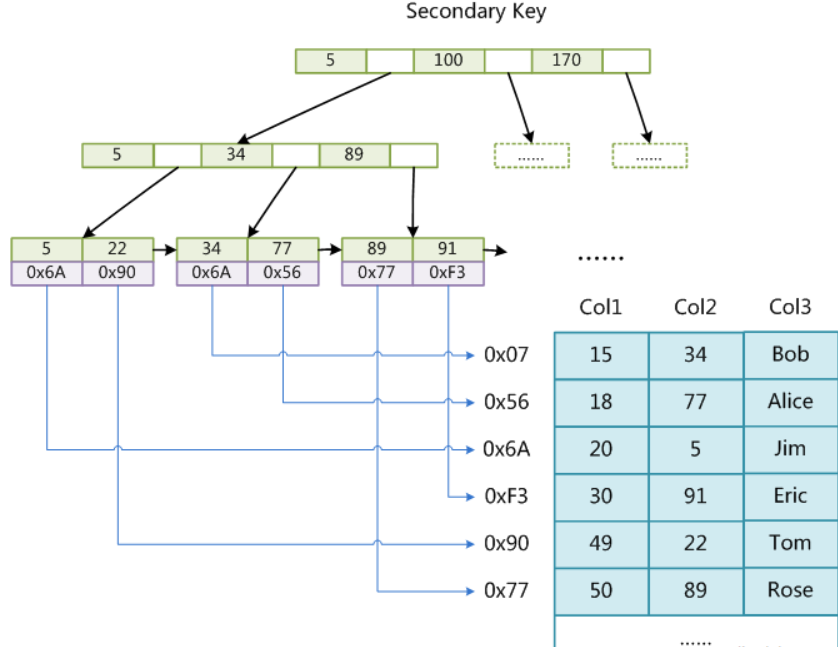 Secondary Key
5 100 170
5 34 89 ...... ......
5 22 34 77 89 91
0x6A 0x90 0x6A 0x56 0x77 0xF3
......
Col1 Col2 Col3
0x07 15 34 Bob
0x56 18 77 Alice
0x6A 20 5 Jim
0xF3 30 91 Eric
0x90 49 22 Tom
0x77 50 89 Rose
......